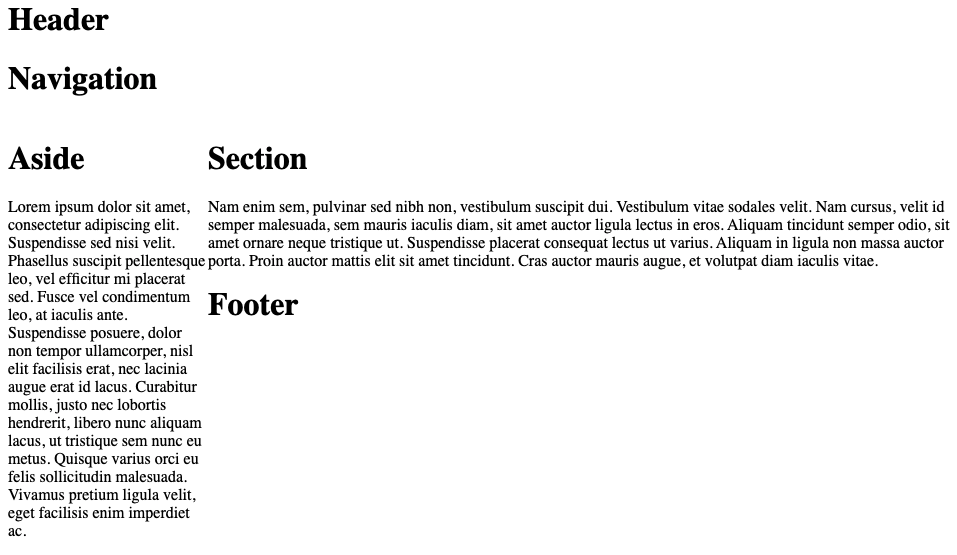 Header
Navigation
Aside
Lorem ipsum dolor sit amet,
consectetur adipiscing elit.
Suspendisse sed nisi velit.
Phasellus suscipit pellentesque
leo, vel efficitur mi placerat
sed. Fusce vel condimentum
leo, at iaculis ante.
Suspendisse posuere, dolor
non tempor ullamcorper, nisl
elit facilisis erat, nec lacinia
augue erat id lacus. Curabitur
mollis, justo nec lobortis
hendrerit, libero nunc aliquam
lacus, ut tristique sem nunc eu
metus. Quisque varius orci eu
felis sollicitudin malesuada.
Vivamus pretium ligula velit,
eget facilisis enim imperdiet
ac.
Section
Nam enim sem, pulvinar sed nibh non, vestibulum suscipit dui. Vestibulum vitae sodales velit. Nam cursus, velit id
semper malesuada, sem mauris iaculis diam, sit amet auctor ligula lectus in eros. Aliquam tincidunt semper odio, sit
amet ornare neque tristique ut. Suspendisse placerat consequat lectus ut varius. Aliquam in ligula non massa auctor
porta. Proin auctor mattis elit sit amet tincidunt. Cras auctor mauris augue, et volutpat diam iaculis vitae.
Footer